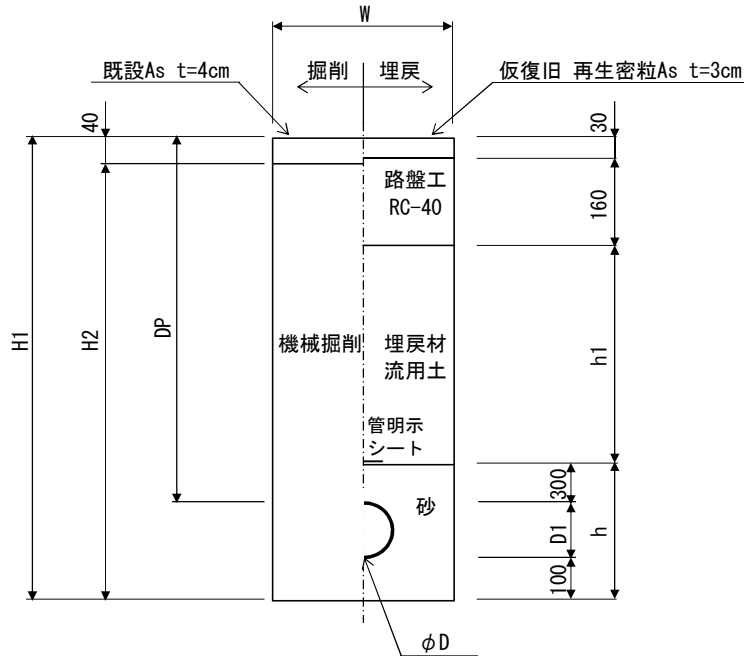 W
既設As t=4cm
掘削
埋戻
仮復旧 再生密粒As t=3cm
40
30
路盤工
RC-40
160
H1
H2
DP
機械掘削
埋戻材
流用土
h1
管明示
シート
砂
300
D1
h
100
φD